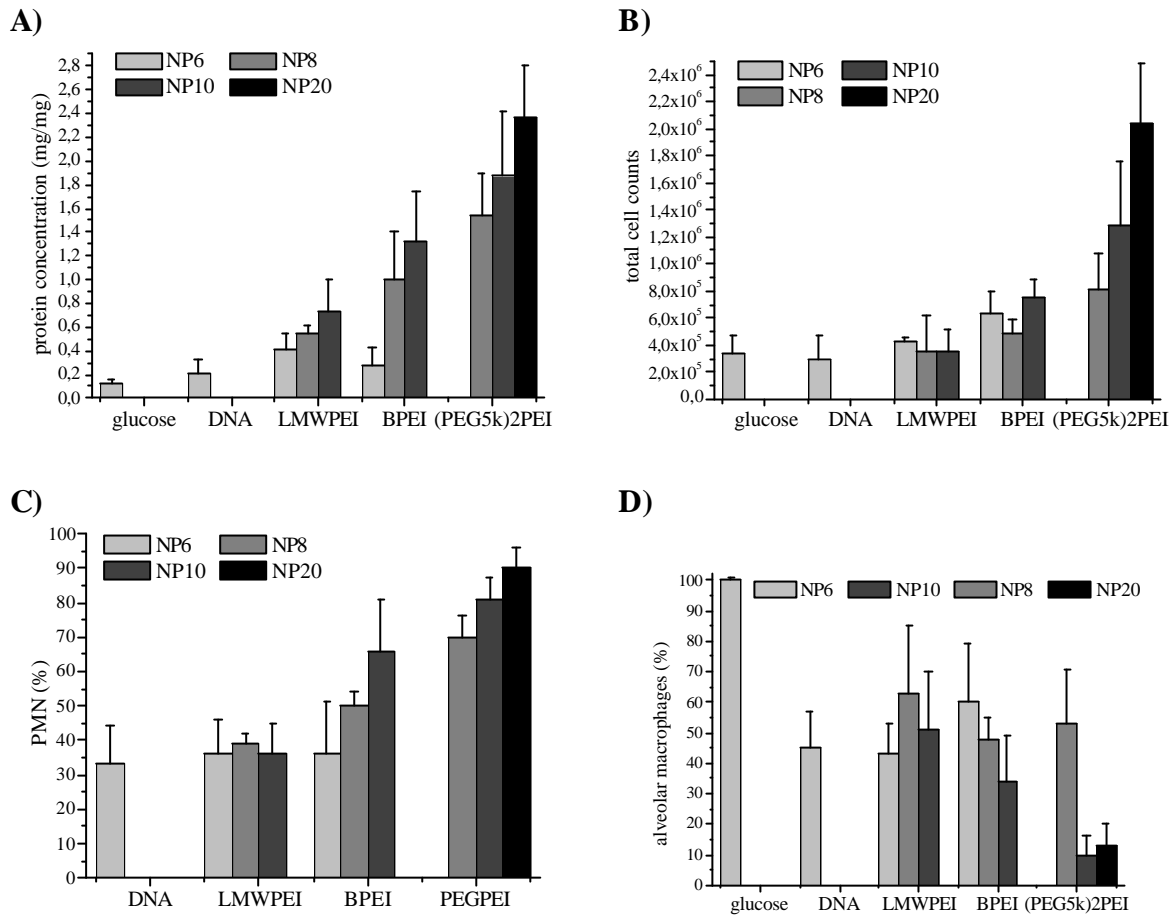 A)
NP6 NP8
NP10 NP20
protein concentration (mg/mg)
2,8
2,6
2,4
2,2
2,0
1,8
1,6
1,4
1,2
1,0
0,8
0,6
0,4
0,2
0,0
glucose DNA LMWPEI BPEI (PEG5k)2PEI
B)
NP6 NP10
NP8 NP20
total cell counts
2,4x10⁶
2,2x10⁶
2,0x10⁶
1,8x10⁶
1,6x10⁶
1,4x10⁶
1,2x10⁶
1,0x10⁶
8,0x10⁵
6,0x10⁵
4,0x10⁵
2,0x10⁵
0,0
glucose DNA LMWPEI BPEI (PEG5k)2PEI
C)
NP6 NP8
NP10 NP20
PMN (%)
100
90
80
70
60
50
40
30
20
10
0
DNA LMWPEI BPEI PEGPEI
D)
NP6 NP10 NP8 NP20
alveolar macrophages (%)
100
90
80
70
60
50
40
30
20
10
0
glucose DNA LMWPEI BPEI (PEG5k)2PEI